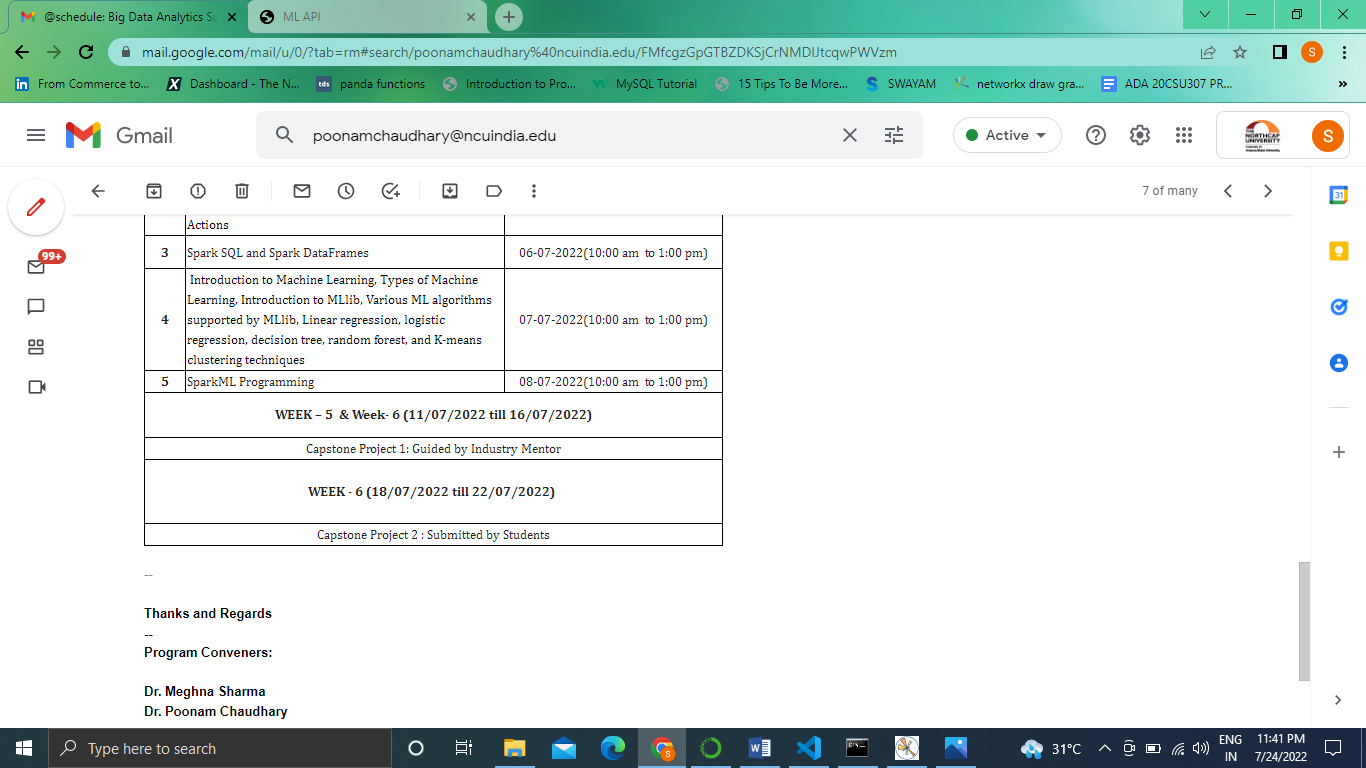 @schedule: Big Data Analytics Su
ML API
mail.google.com/mail/u/0/?tab=rm#search/poonamchaudhary%40ncuindia.edu/FMfcgzGpGTBZDKSjCrNMDlJtcqwPWVzm
S
From Commerce to...
Dashboard - The N...
tds panda functions
Introduction to Pro...
MySQL Tutorial
15 Tips To Be More...
SWAYAM
networkx draw gra...
ADA 20CSU307 PR...
Gmail
poonamchaudhary@ncuindia.edu
Active
THE NORTHCAP UNIVERSITY
S
7 of many
99+
31
Actions
3 Spark SQL and Spark DataFrames 06-07-2022(10:00 am to 1:00 pm)
Introduction to Machine Learning, Types of Machine
Learning, Introduction to MLlib, Various ML algorithms
4 supported by MLlib, Linear regression, logistic 07-07-2022(10:00 am to 1:00 pm)
regression, decision tree, random forest, and K-means
clustering techniques
5 SparkML Programming 08-07-2022(10:00 am to 1:00 pm)
WEEK – 5 & Week- 6 (11/07/2022 till 16/07/2022)
Capstone Project 1: Guided by Industry Mentor
WEEK - 6 (18/07/2022 till 22/07/2022)
Capstone Project 2 : Submitted by Students
--
Thanks and Regards
--
Program Conveners:
Dr. Meghna Sharma
Dr. Poonam Chaudhary
Type here to search
31°C
ENG
IN
11:41 PM
7/24/2022